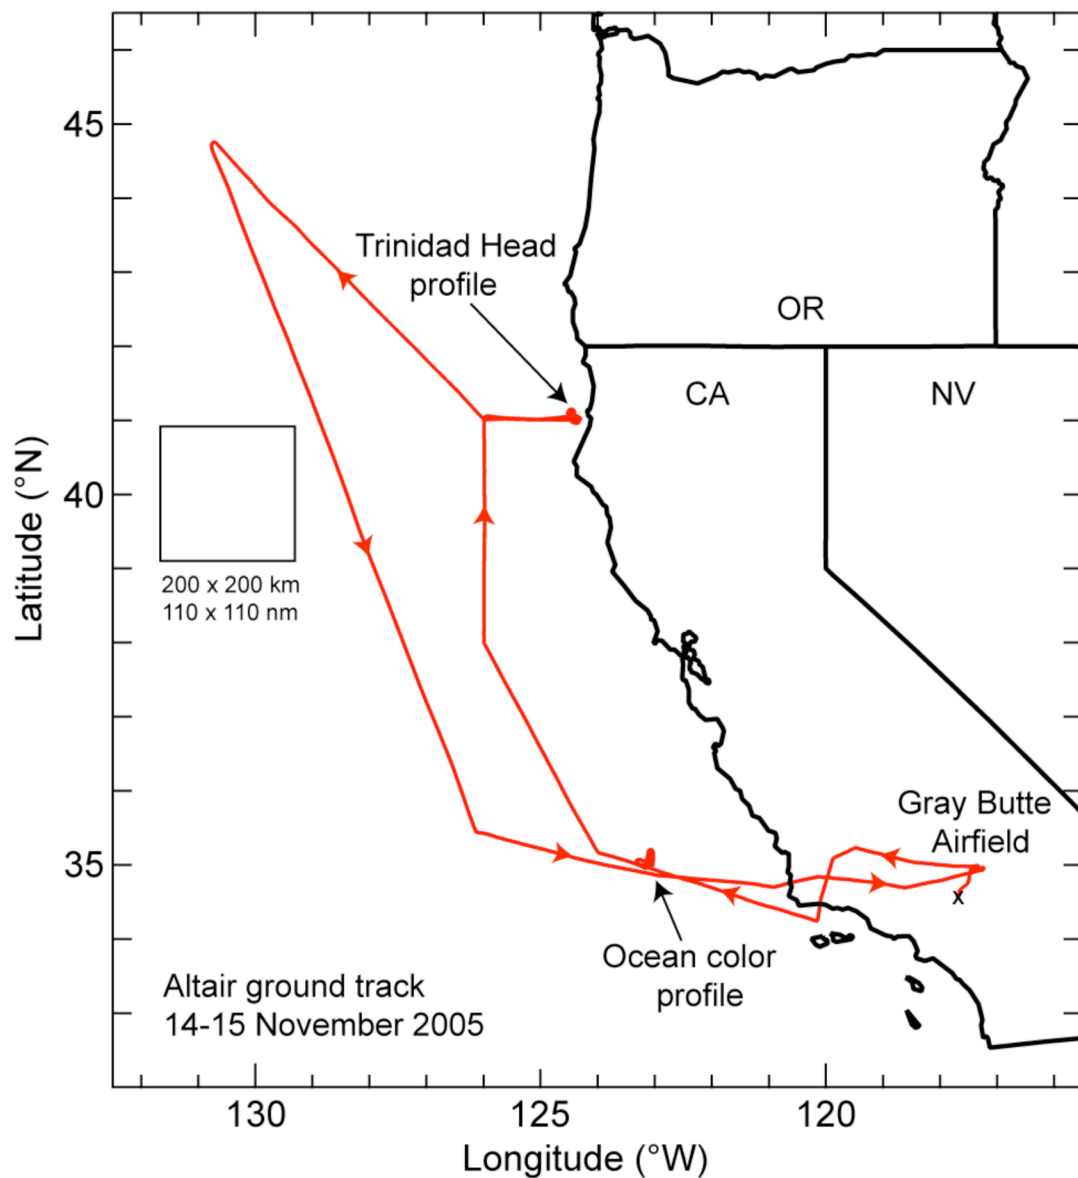 45
Trinidad Head
profile
OR
CA
NV
40
200 x 200 km
110 x 110 nm
Latitude (°N)
Gray Butte
Airfield
35
x
Ocean color
profile
Altair ground track
14-15 November 2005
130
125
120
Longitude (°W)